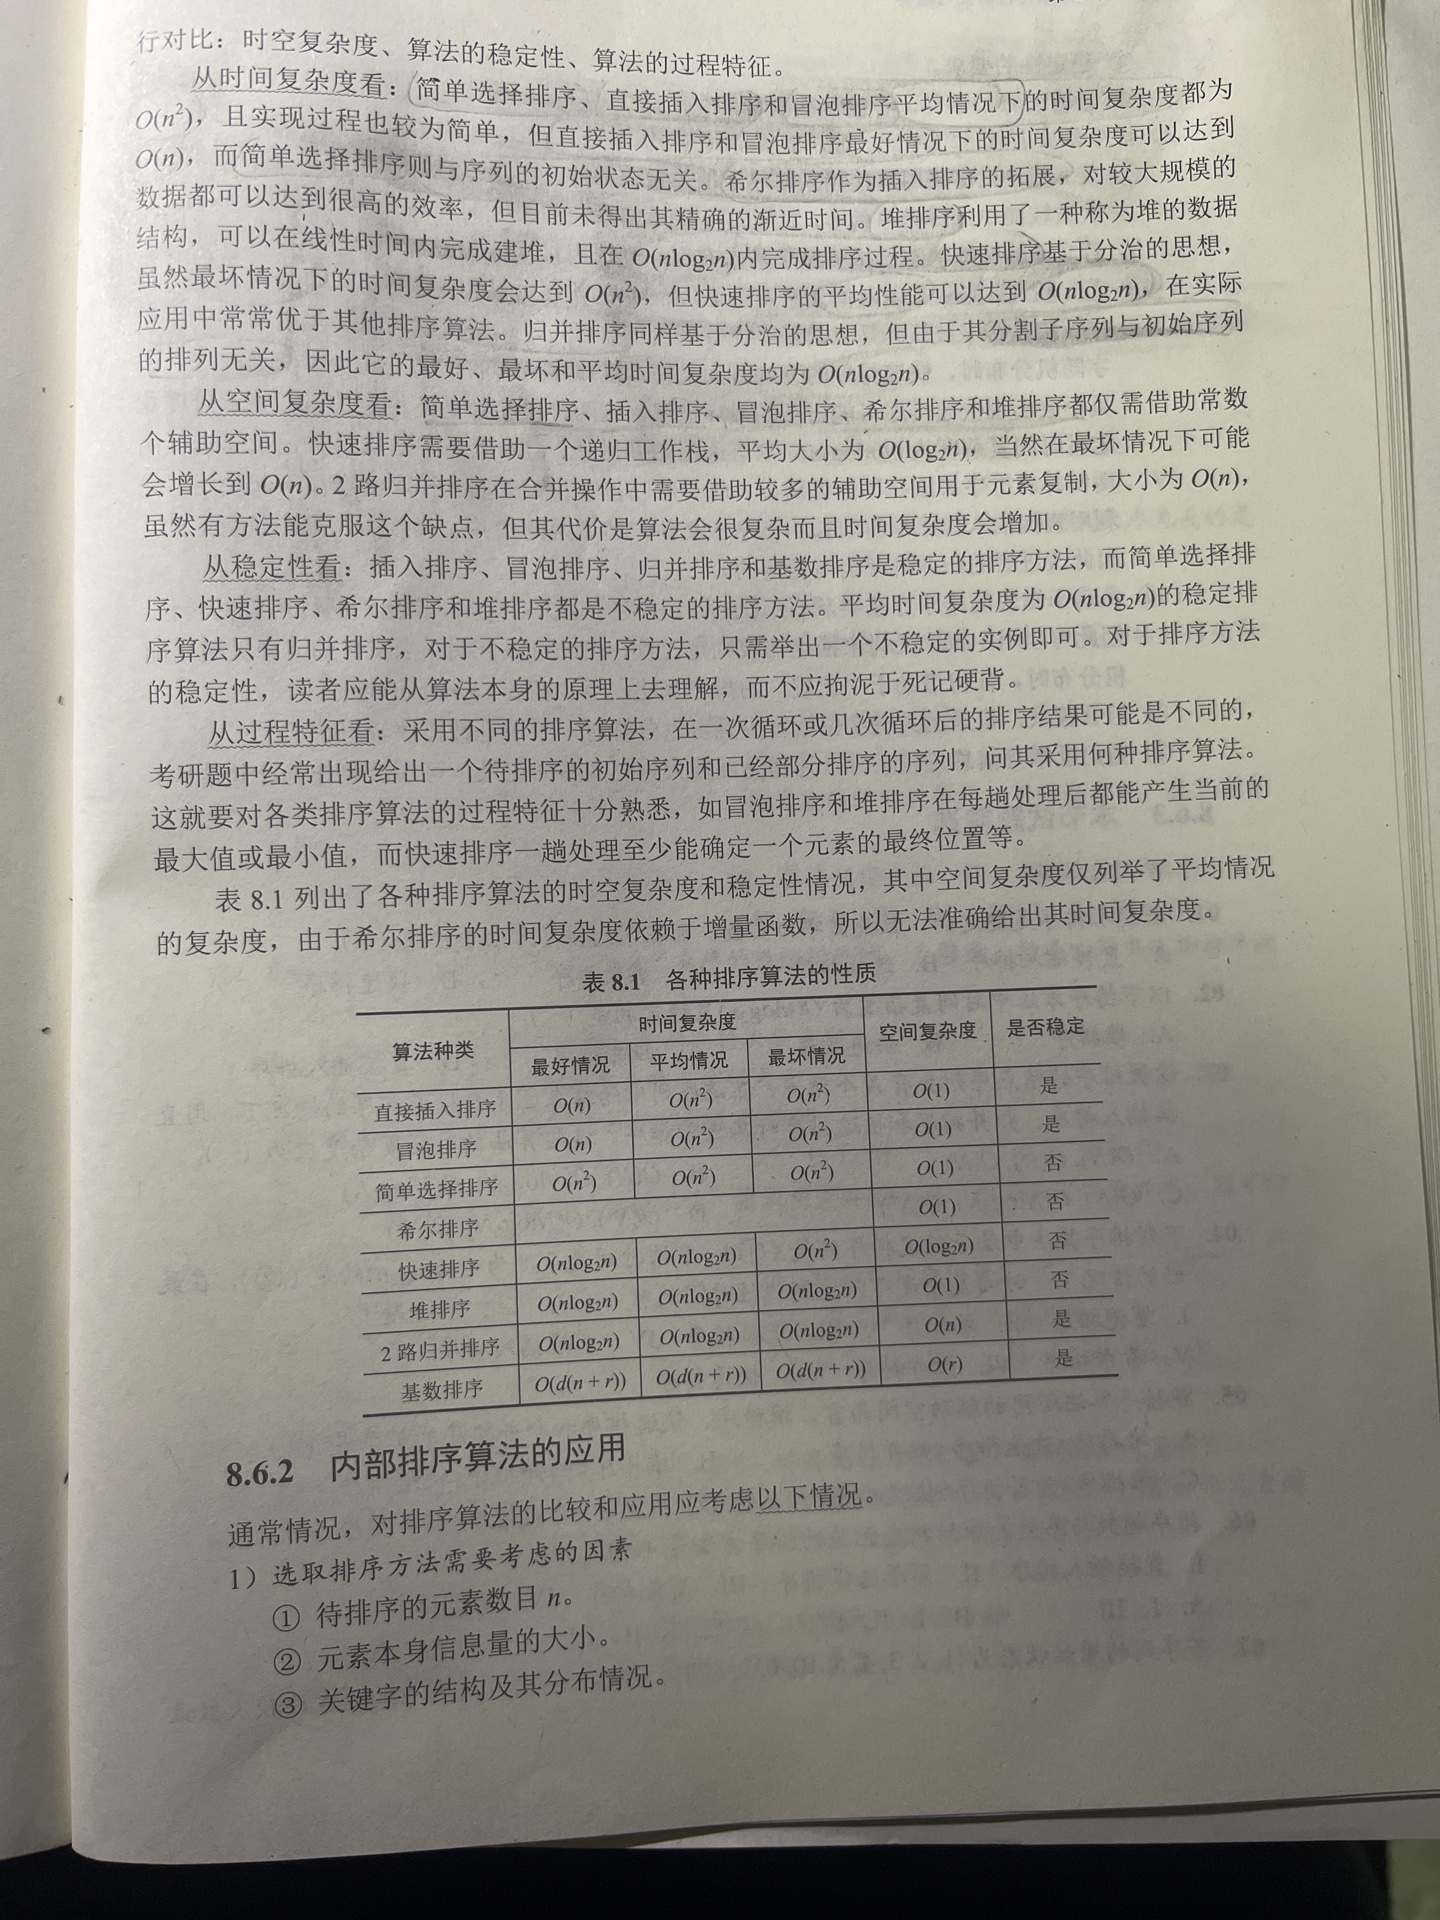 行对比：时空复杂度、算法的稳定性、算法的过程特征。
从时间复杂度看：简单选择排序、直接插入排序和冒泡排序平均情况下的时间复杂度都为
O(n²)，且实现过程也较为简单，但直接插入排序和冒泡排序最好情况下的时间复杂度可以达到
O(n)，而简单选择排序则与序列的初始状态无关。希尔排序作为插入排序的拓展，对较大规模的
数据都可以达到很高的效率，但目前未得出其精确的渐近时间。堆排序利用了一种称为堆的数据
结构，可以在线性时间内完成建堆，且在 O(nlog₂n)内完成排序过程。快速排序基于分治的思想，
虽然最坏情况下的时间复杂度会达到 O(n²)，但快速排序的平均性能可以达到 O(nlog₂n)，在实际
应用中常常优于其他排序算法。归并排序同样基于分治的思想，但由于其分割子序列与初始序列
的排列无关，因此它的最好、最坏和平均时间复杂度均为 O(nlog₂n)。
从空间复杂度看：简单选择排序、插入排序、冒泡排序、希尔排序和堆排序都仅需借助常数
个辅助空间。快速排序需要借助一个递归工作栈，平均大小为 O(log₂n)，当然在最坏情况下可能
会增长到 O(n)。2 路归并排序在合并操作中需要借助较多的辅助空间用于元素复制，大小为 O(n)，
虽然有方法能克服这个缺点，但其代价是算法会很复杂而且时间复杂度会增加。
从稳定性看：插入排序、冒泡排序、归并排序和基数排序是稳定的排序方法，而简单选择排
序、快速排序、希尔排序和堆排序都是不稳定的排序方法。平均时间复杂度为 O(nlog₂n)的稳定排
序算法只有归并排序，对于不稳定的排序方法，只需举出一个不稳定的实例即可。对于排序方法
的稳定性，读者应能从算法本身的原理上去理解，而不应拘泥于死记硬背。
从过程特征看：采用不同的排序算法，在一次循环或几次循环后的排序结果可能是不同的，
考研题中经常出现给出一个待排序的初始序列和已经部分排序的序列，问其采用何种排序算法。
这就要对各类排序算法的过程特征十分熟悉，如冒泡排序和堆排序在每趟处理后都能产生当前的
最大值或最小值，而快速排序一趟处理至少能确定一个元素的最终位置等。
表 8.1 列出了各种排序算法的时空复杂度和稳定性情况，其中空间复杂度仅列举了平均情况
的复杂度，由于希尔排序的时间复杂度依赖于增量函数，所以无法准确给出其时间复杂度。
表 8.1 各种排序算法的性质
算法种类 时间复杂度 空间复杂度 是否稳定
最好情况 平均情况 最坏情况
直接插入排序 O(n) O(n²) O(n²) O(1) 是
冒泡排序 O(n) O(n²) O(n²) O(1) 是
简单选择排序 O(n²) O(n²) O(n²) O(1) 否
希尔排序 O(1) 否
快速排序 O(nlog₂n) O(nlog₂n) O(n²) O(log₂n) 否
堆排序 O(nlog₂n) O(nlog₂n) O(nlog₂n) O(1) 否
2 路归并排序 O(nlog₂n) O(nlog₂n) O(nlog₂n) O(n) 是
基数排序 O(d(n + r)) O(d(n + r)) O(d(n + r)) O(r) 是
8.6.2 内部排序算法的应用
通常情况，对排序算法的比较和应用应考虑以下情况。
1）选取排序方法需要考虑的因素
① 待排序的元素数目 n。
② 元素本身信息量的大小。
③ 关键字的结构及其分布情况。